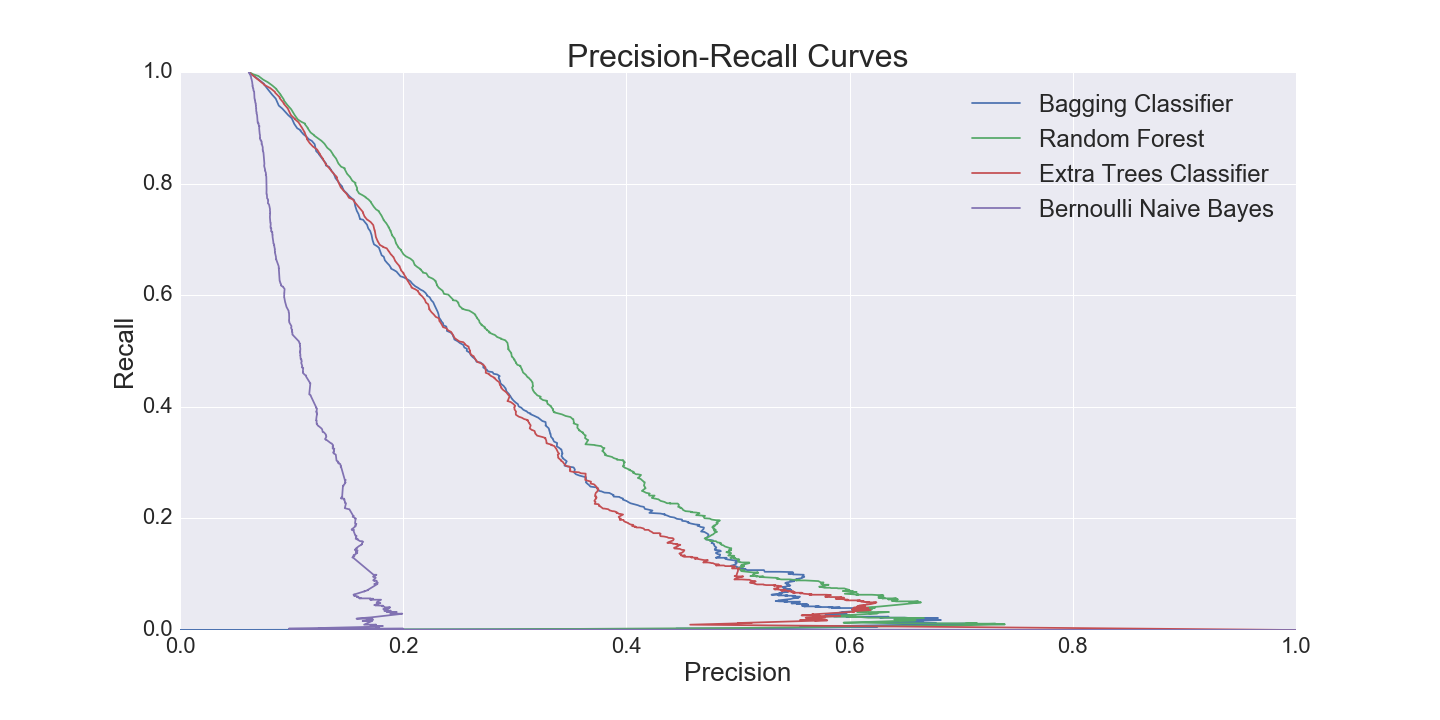 Precision-Recall Curves
Bagging Classifier
Random Forest
Extra Trees Classifier
Bernoulli Naive Bayes
Recall
1.0
0.8
0.6
0.4
0.2
0.0
0.0 0.2 0.4 0.6 0.8 1.0
Precision